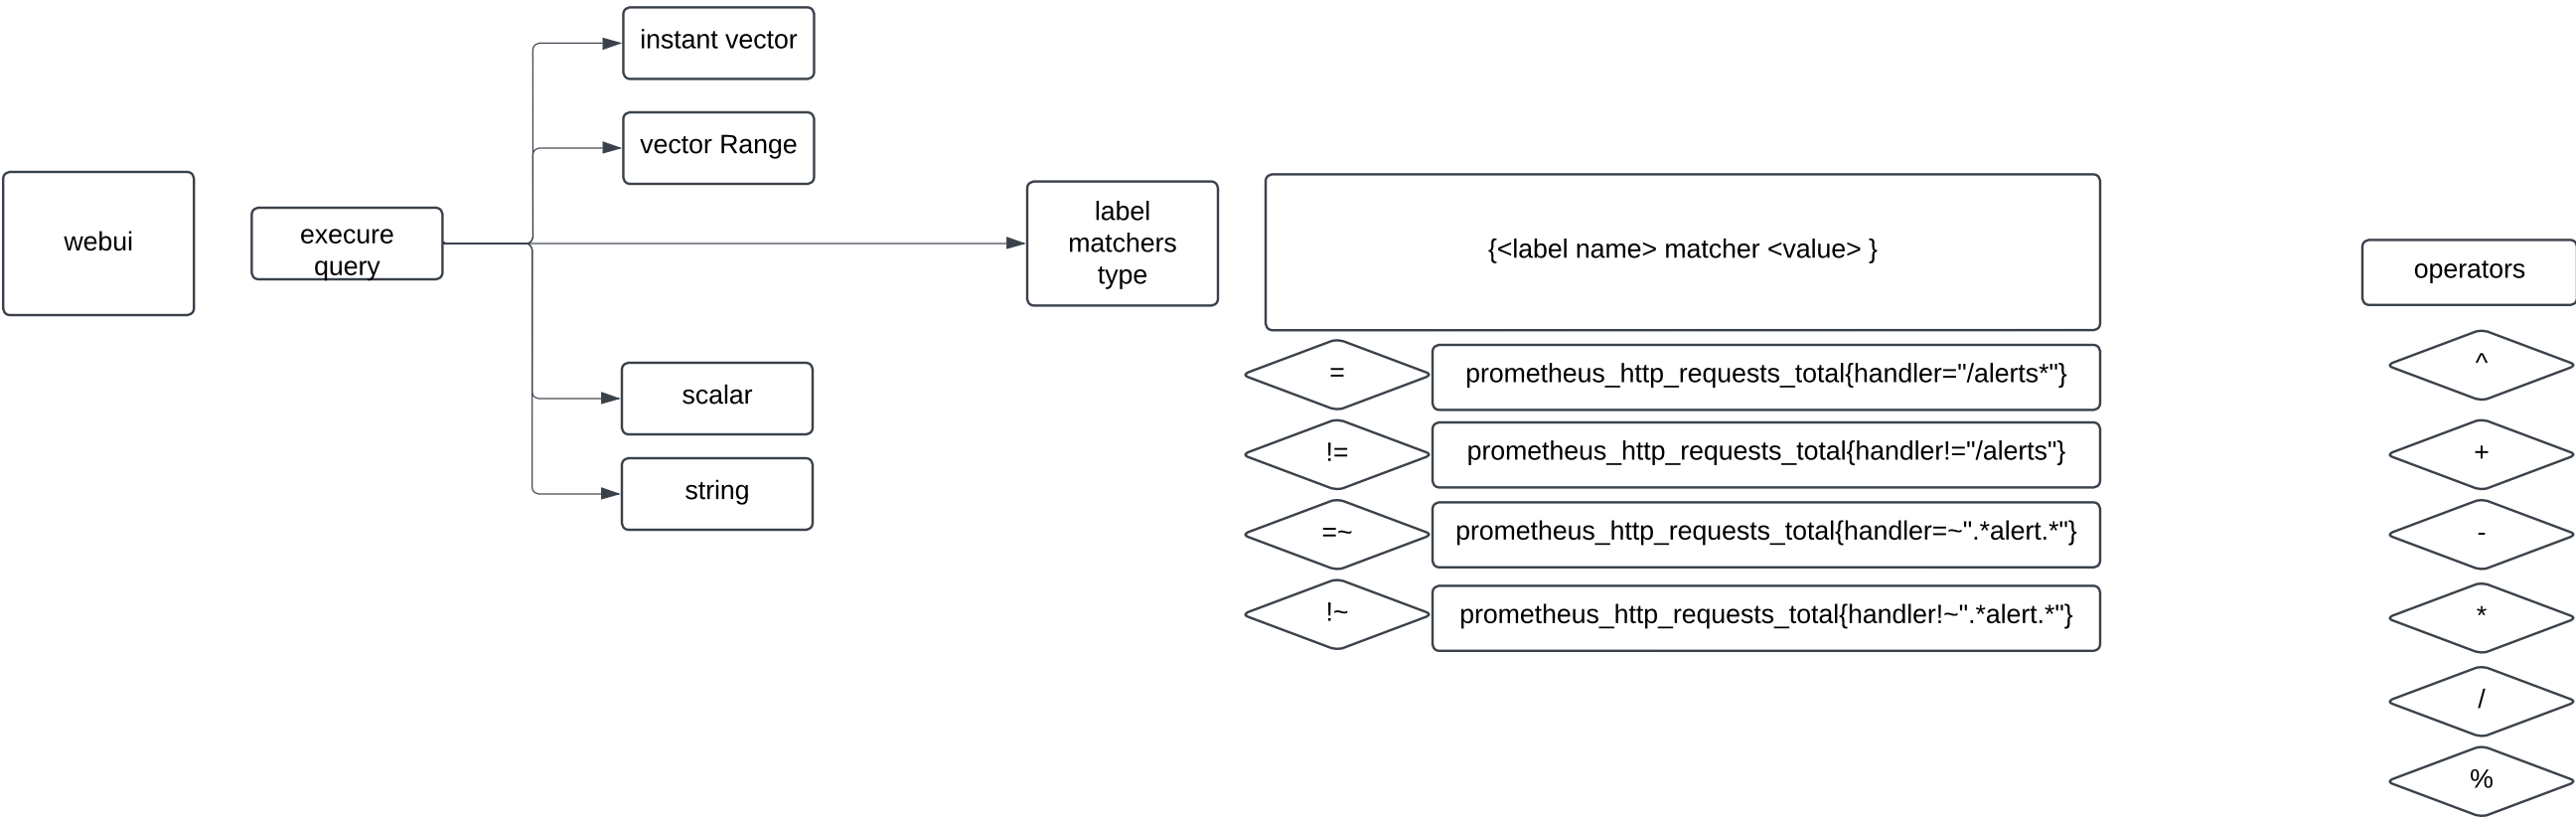 instant vector
vector Range
webui
execure
query
label
matchers
type
{<label name> matcher <value> }
operators
scalar
string
=
prometheus_http_requests_total{handler="/alerts*"}
!=
prometheus_http_requests_total{handler!="/alerts"}
=~
prometheus_http_requests_total{handler=~".*alert.*"}
!~
prometheus_http_requests_total{handler!~".*alert.*"}
^
+
-
*
/
%